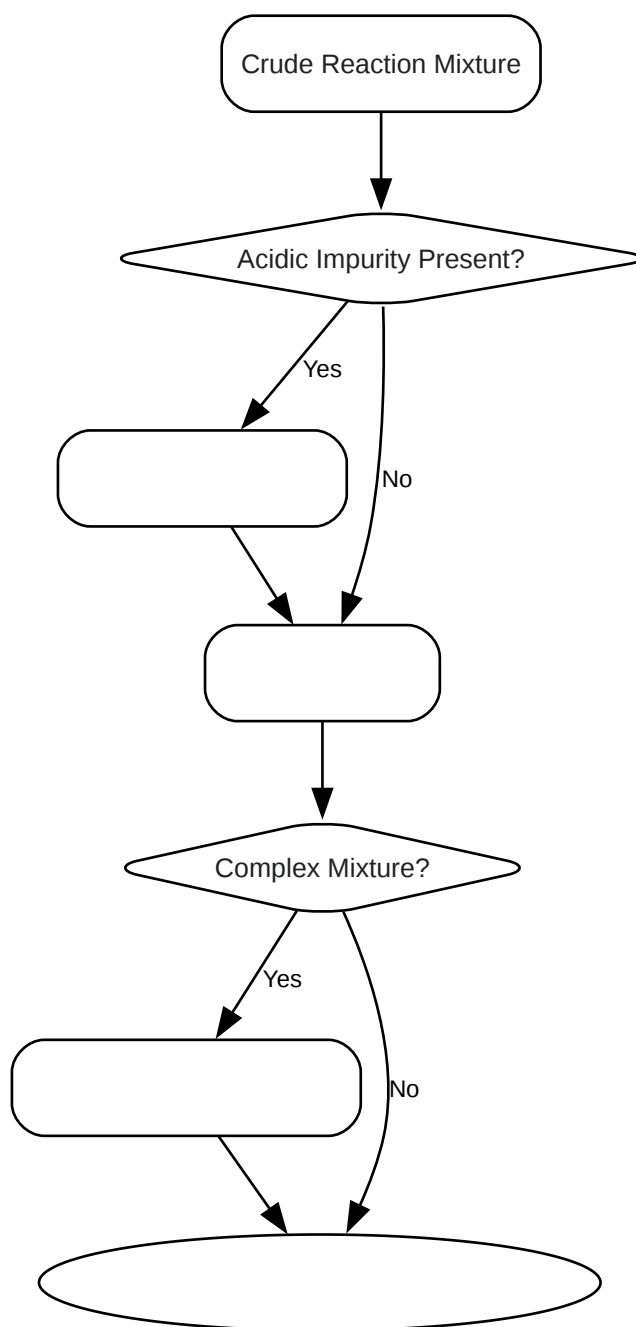 Crude Reaction Mixture
Acidic Impurity Present?
Yes
No
Complex Mixture?
Yes
No